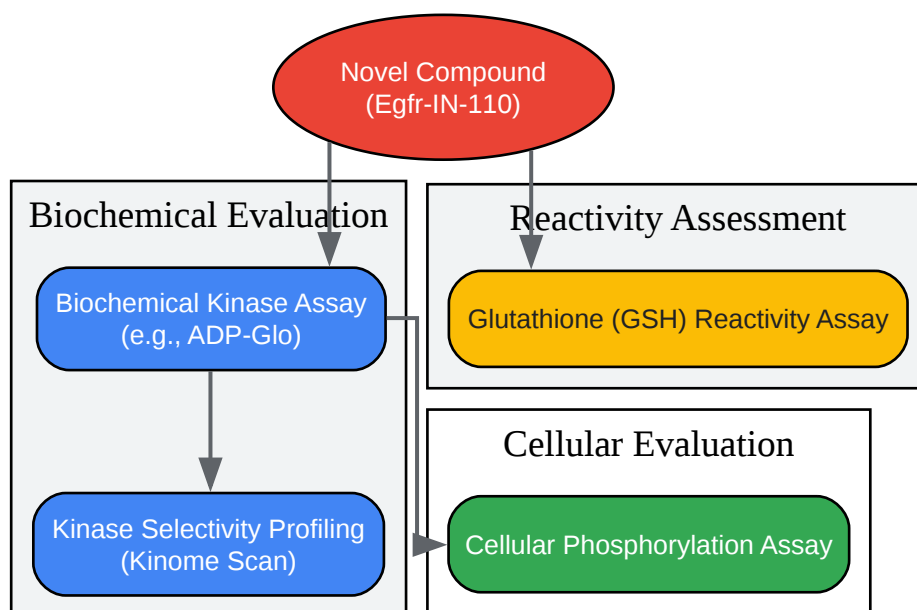 Novel Compound
(Egfr-IN-110)
Biochemical Evaluation
Biochemical Kinase Assay
(e.g., ADP-Glo)
Kinase Selectivity Profiling
(Kinome Scan)
Reactivity Assessment
Glutathione (GSH) Reactivity Assay
Cellular Evaluation
Cellular Phosphorylation Assay